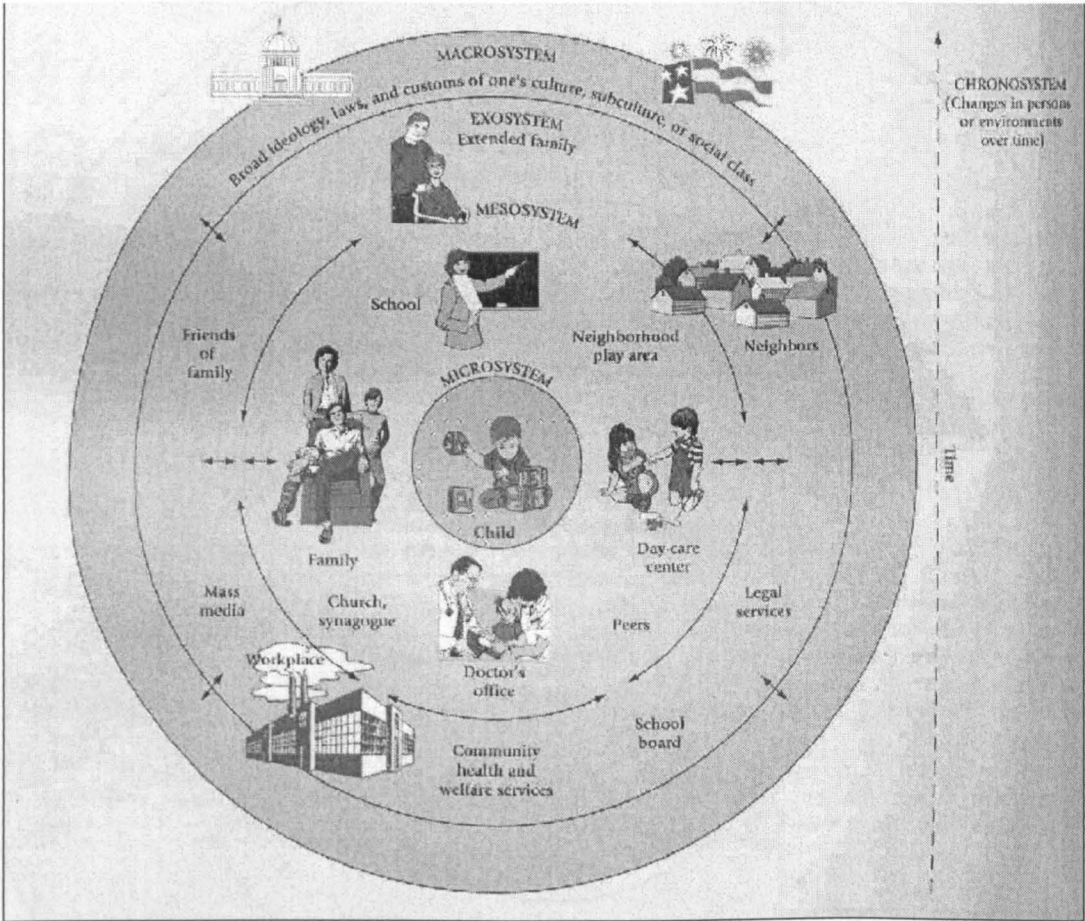 MACROSYSTEM
Broad ideology, laws, and customs of one's culture, subculture, or social class
EXOSYSTEM
Extended family
MESOSYSTEM
School
Friends
of
family
Neighborhood
play area
Neighbors
MICROSYSTEM
Child
Family
Day-care
center
Mass
media
Church,
synagogue
Peers
Legal
services
Workplace
Doctor's
office
School
board
Community
health and
welfare services
CHRONOSYSTEM
(Changes in persons
or environments
over time)
Time